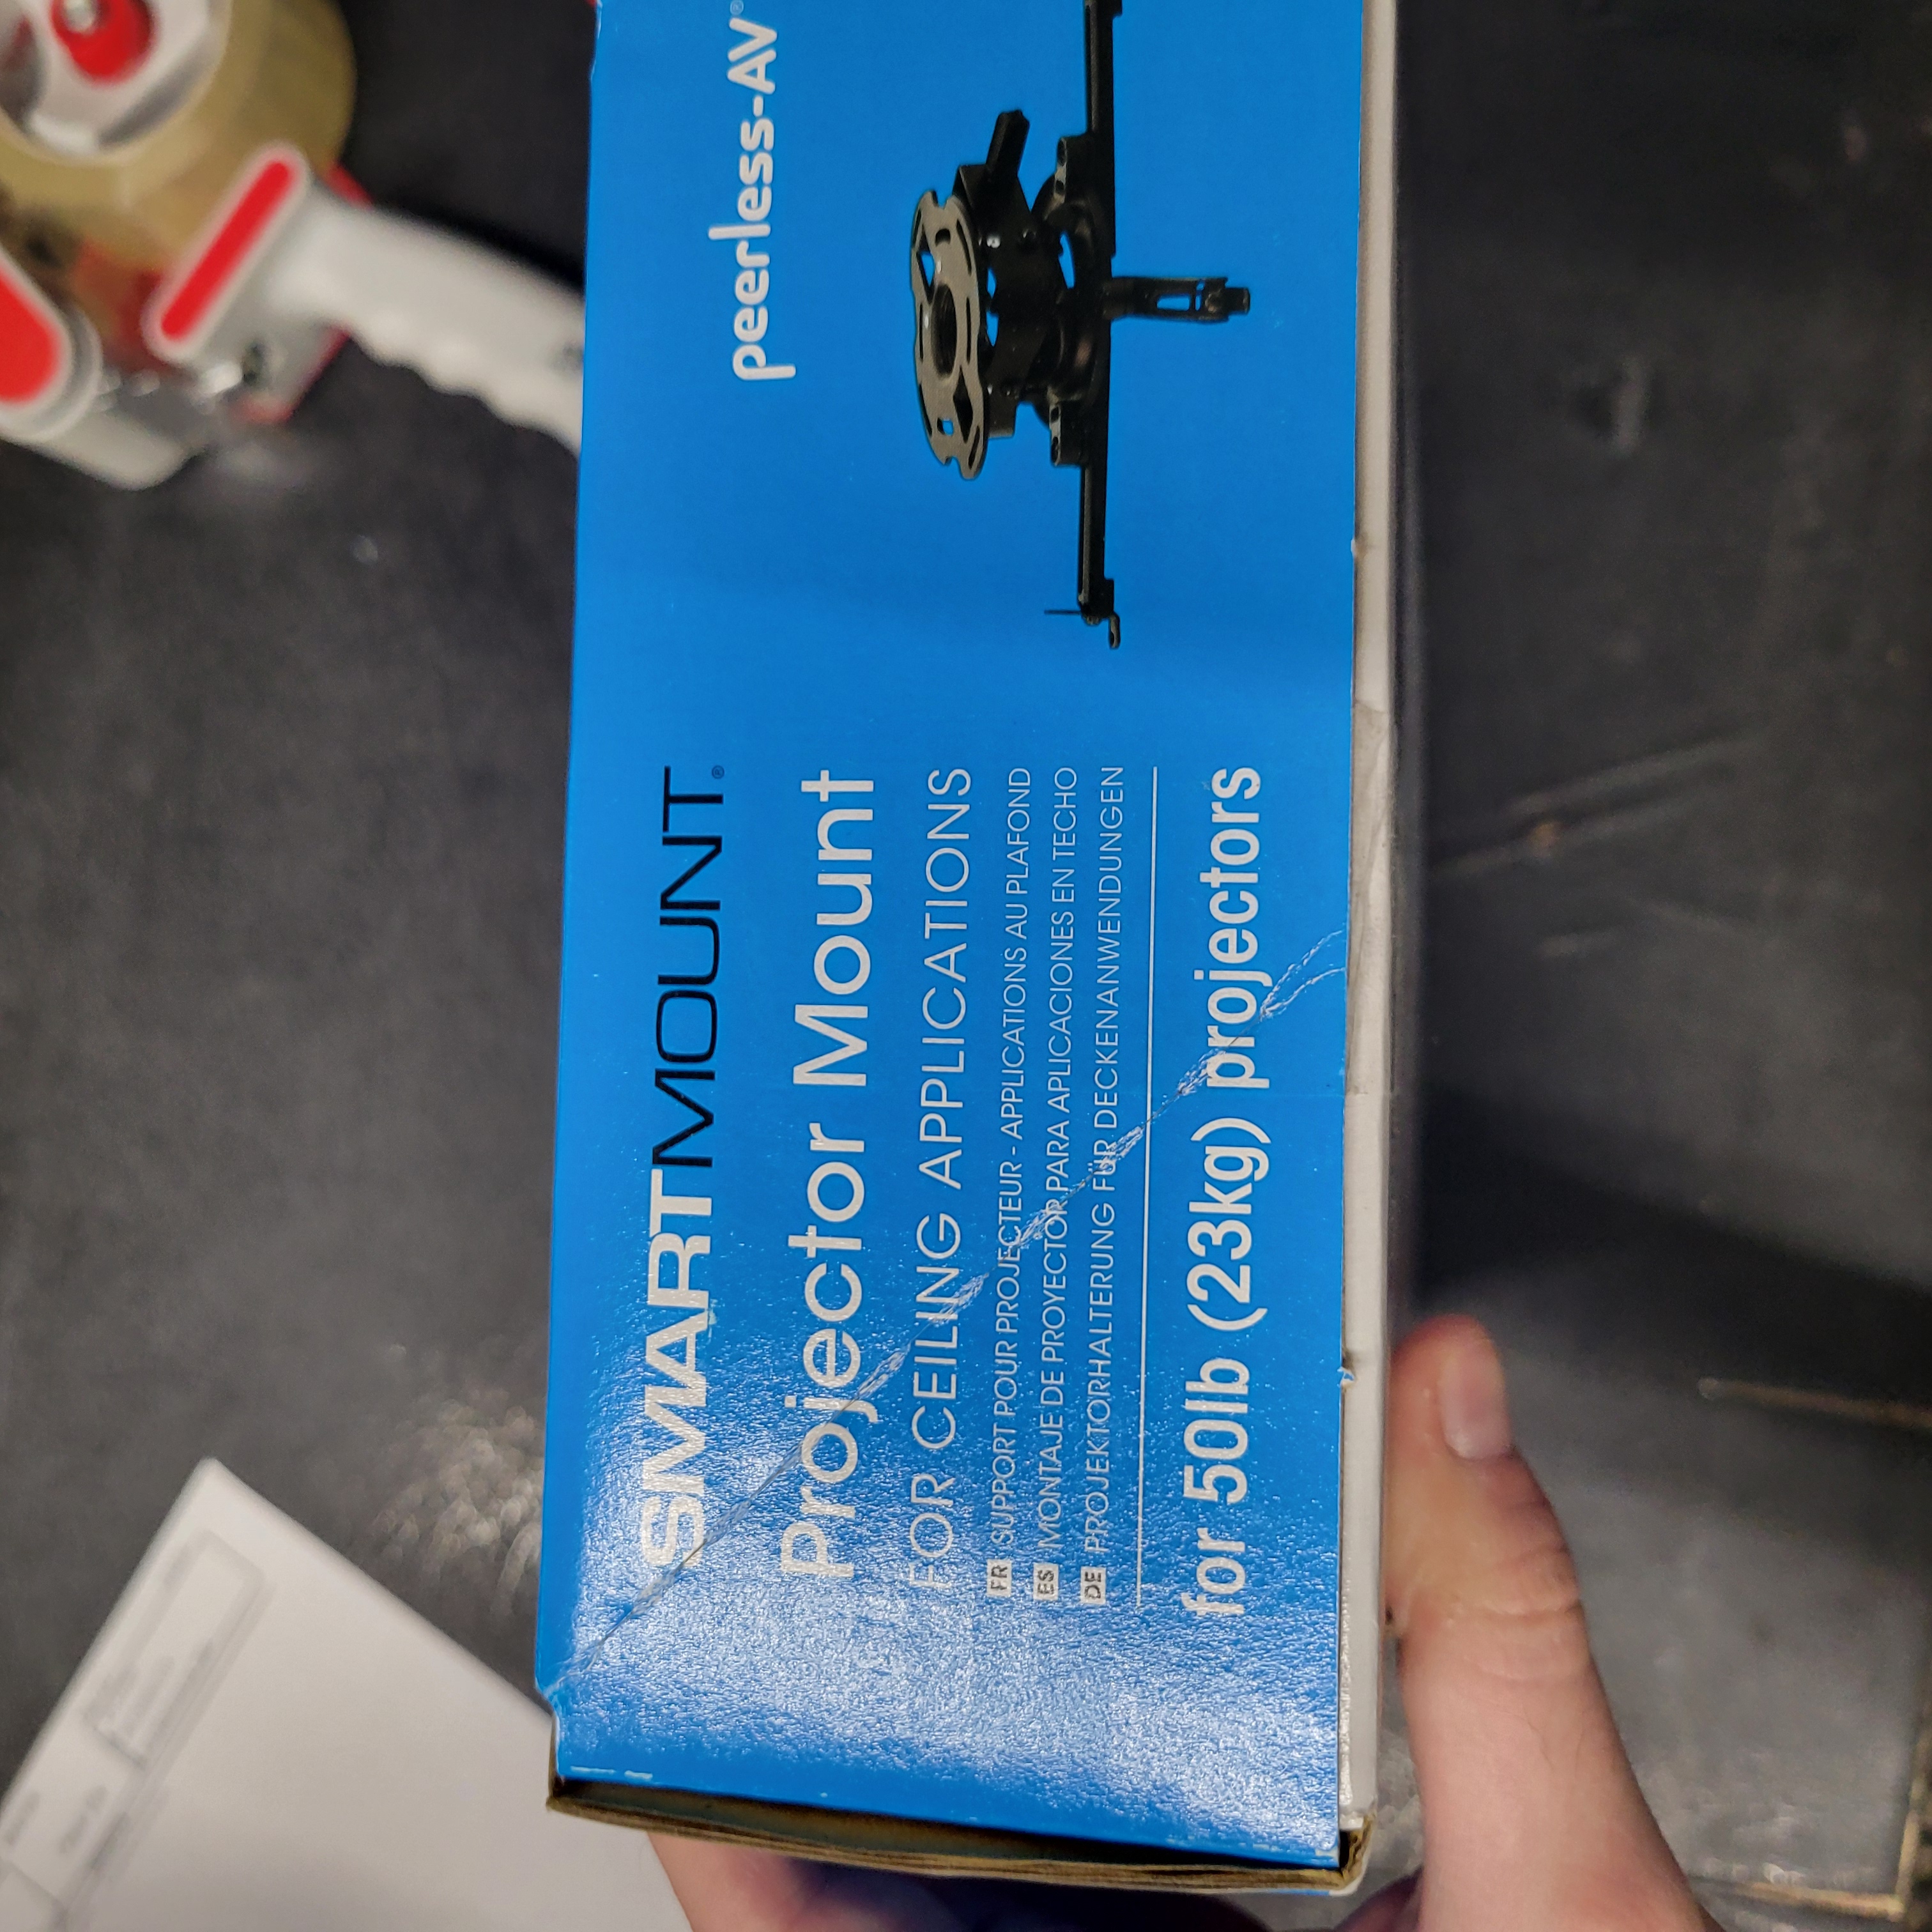 SMARTMOUNT®
Projector Mount
FOR CEILING APPLICATIONS
FR SUPPORT POUR PROJECTEUR - APPLICATIONS AU PLAFOND
ES MONTAJE DE PROYECTOR PARA APLICACIONES EN TECHO
DE PROJEKTORHALTERUNG FÜR DECKENANWENDUNGEN
for 50lb (23kg) projectors
peerless-AV®